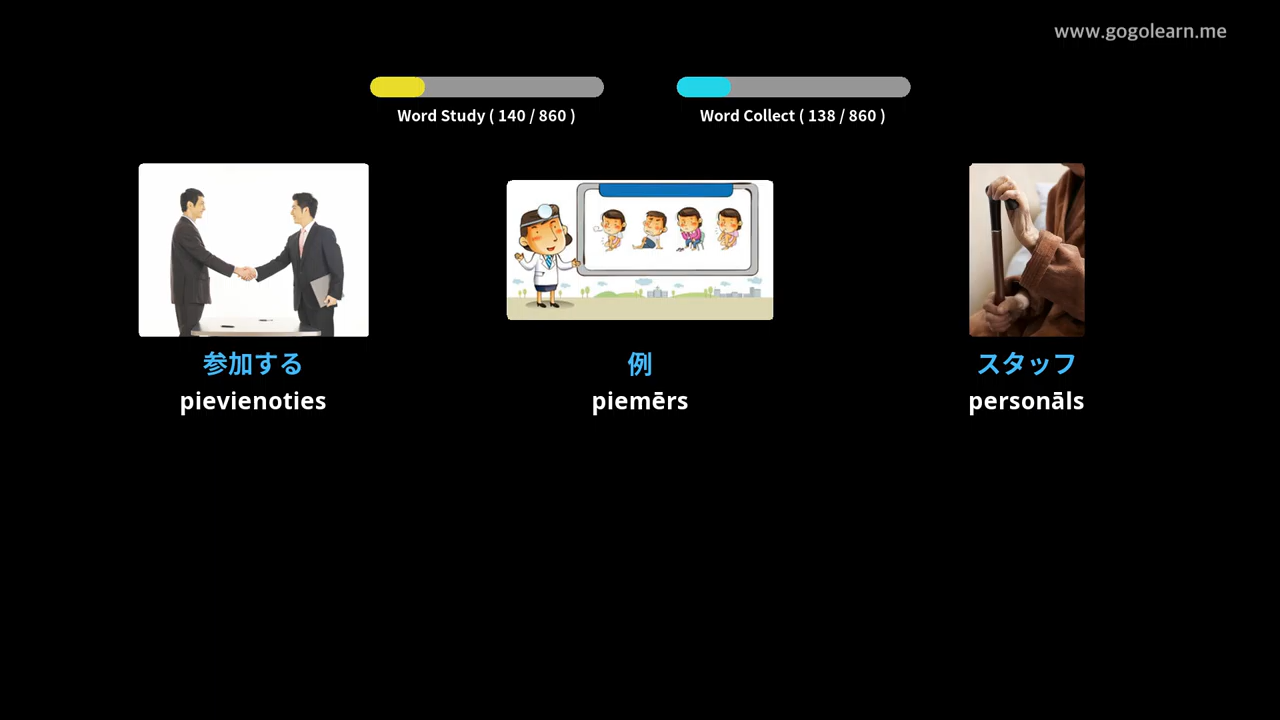 www.gogolearn.me
Word Study ( 140 / 860 )
Word Collect ( 138 / 860 )
参加する
pievienoties
例
piemērs
スタッフ
personāls